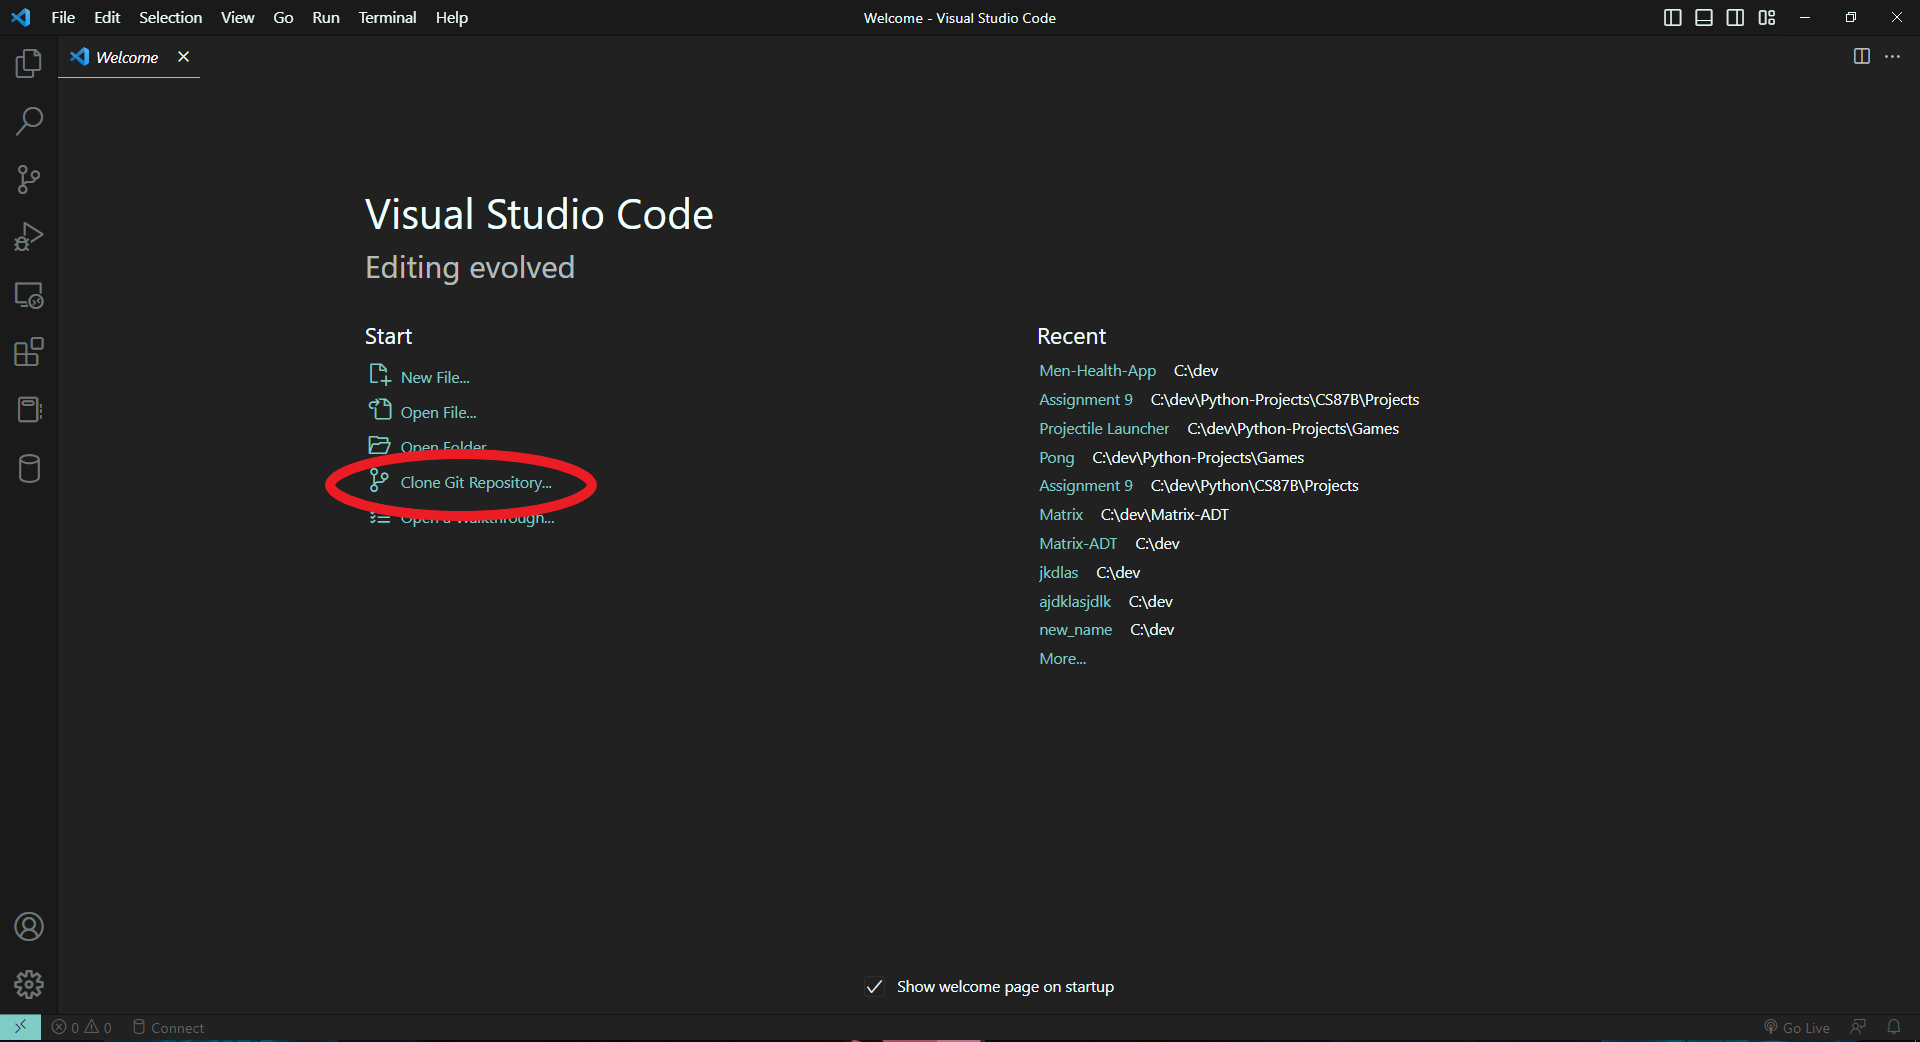 File Edit Selection View Go Run Terminal Help
Welcome - Visual Studio Code
Welcome
Visual Studio Code
Editing evolved
Start
New File...
Open File...
Open Folder
Clone Git Repository...
Open a Walkthrough...
Recent
Men-Health-App C:\dev
Assignment 9 C:\dev\Python-Projects\CS87B\Projects
Projectile Launcher C:\dev\Python-Projects\Games
Pong C:\dev\Python-Projects\Games
Assignment 9 C:\dev\Python\CS87B\Projects
Matrix C:\dev\Matrix-ADT
Matrix-ADT C:\dev
jkdlas C:\dev
ajdklasjdlk C:\dev
new_name C:\dev
More...
Show welcome page on startup
0 0 Connect
Go Live